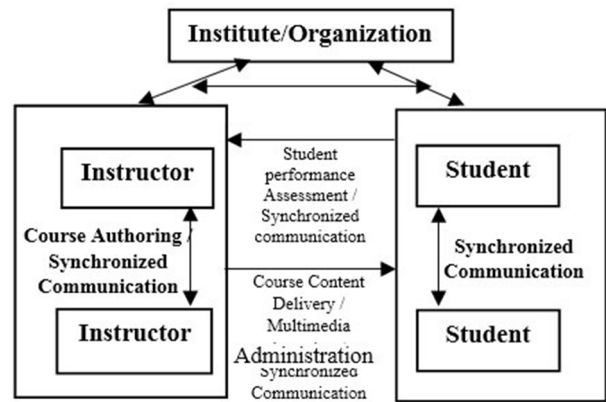 Institute/Organization
Instructor
Course Authoring /
Synchronized
Communication
Instructor
Student
performance
Assessment /
Synchronized
communication
Course Content
Delivery /
Multimedia
Administration
Synchronized
Communication
Student
Synchronized
Communication
Student